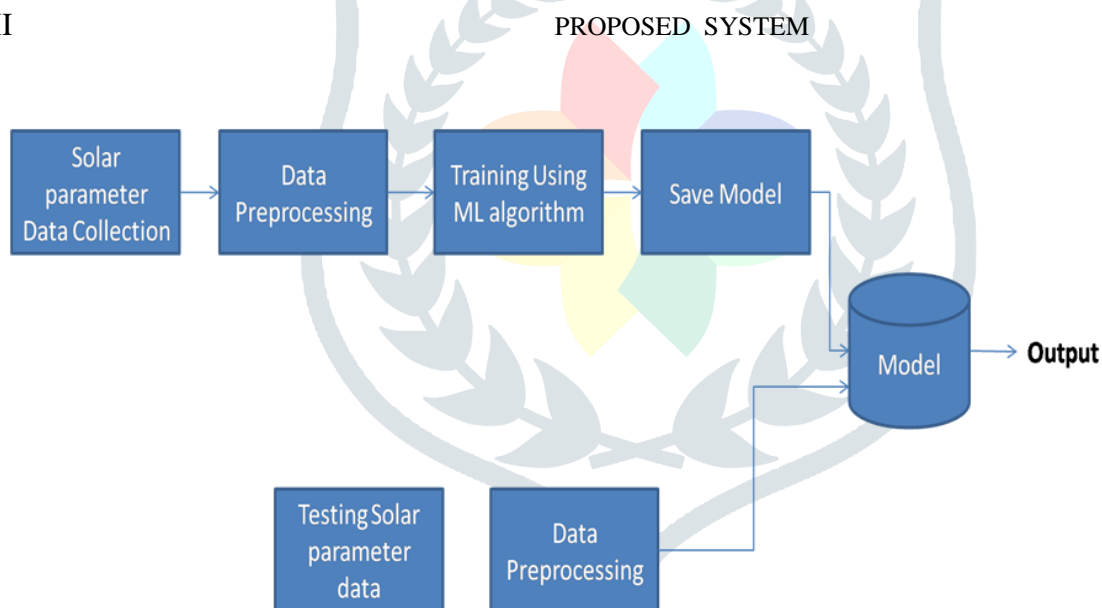 II
PROPOSED SYSTEM
Solar
parameter
Data Collection
Data
Preprocessing
Training Using
ML algorithm
Save Model
Model
Output
Testing Solar
parameter
data
Data
Preprocessing